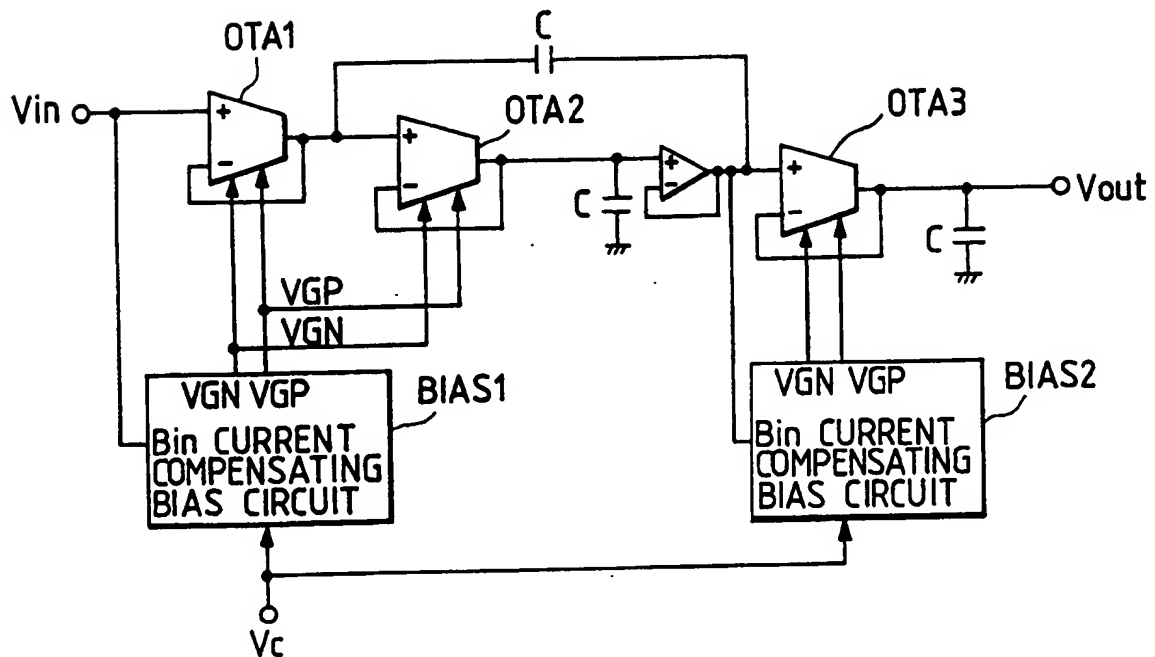 C
OTA1
Vin
+
-
OTA2
+
-
+
-
OTA3
+
-
Vout
C
C
VGP
VGN
VGN VGP
BIAS1
Bin CURRENT
COMPENSATING
BIAS CIRCUIT
VGN VGP
BIAS2
Bin CURRENT
COMPENSATING
BIAS CIRCUIT
Vc